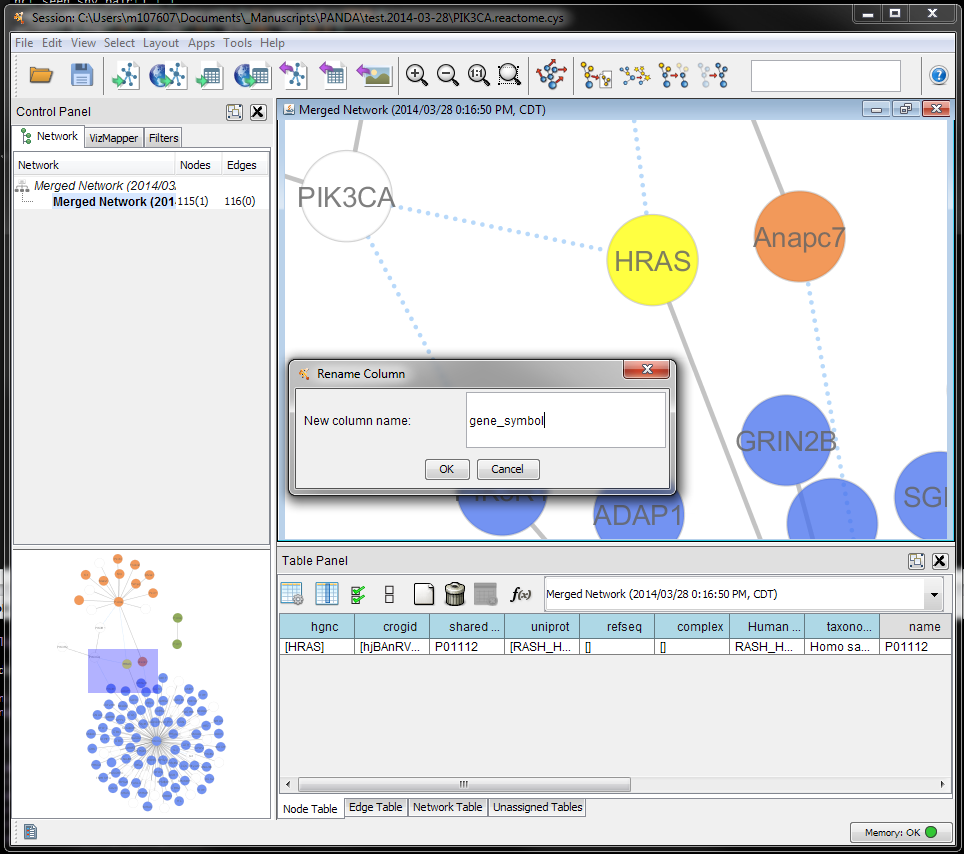 Session: C:\Users\m107607\Documents\_Manuscripts\PANDA\test.2014-03-28\PIK3CA.reactome.cys
File Edit View Select Layout Apps Tools Help
Control Panel
Network VizMapper Filters
Network Nodes Edges
Merged Network (2014/03
Merged Network (201 115(1) 116(0)
Merged Network (2014/03/28 0:16:50 PM, CDT)
PIK3CA
HRAS
Anapc7
GRIN2B
ADAP1
Rename Column
New column name: gene_symbol
OK Cancel
Table Panel
f(x) Merged Network (2014/03/28 0:16:50 PM, CDT)
hgnc crogid shared ... uniprot refseq complex Human ... taxono... name
[HRAS] [hjBAnRV... P01112 [RASH_H... [] [] RASH_H... Homo sa... P01112
Node Table Edge Table Network Table Unassigned Tables
Memory: OK